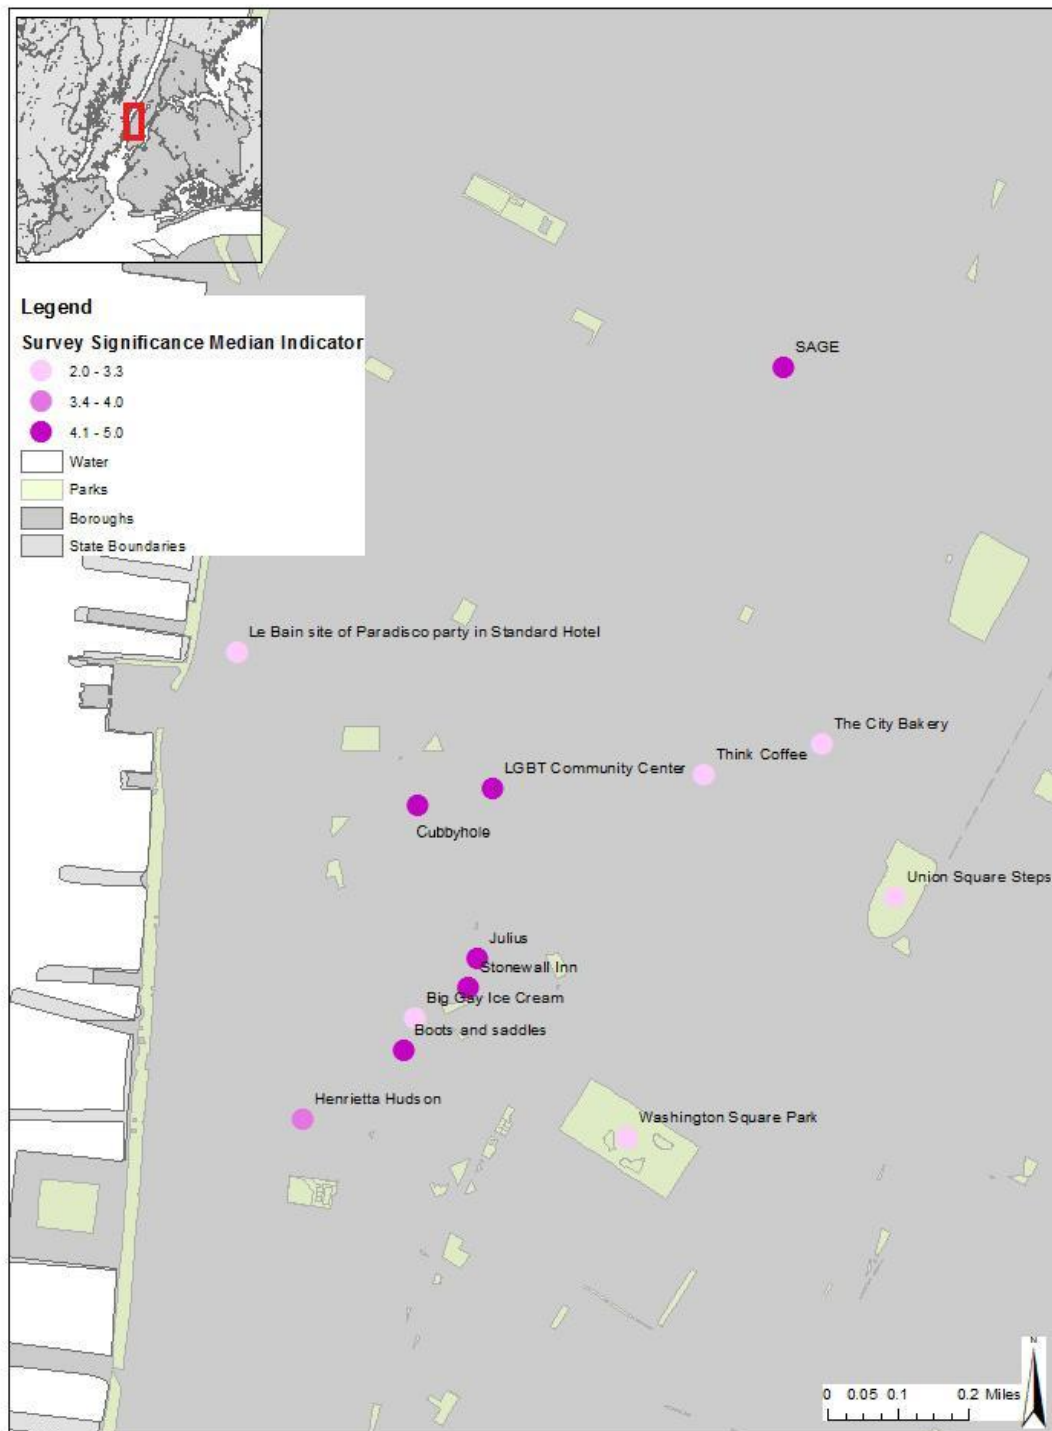 Legend
Survey Significance Median Indicator
2.0 - 3.3
3.4 - 4.0
4.1 - 5.0
Water
Parks
Boroughs
State Boundaries
SAGE
Le Bain site of Paradisco party in Standard Hotel
The City Bakery
Think Coffee
LGBT Community Center
Cubbyhole
Union Square Steps
Julius
Stonewall Inn
Big Gay Ice Cream
Boots and saddles
Henrietta Hudson
Washington Square Park
N
0 0.05 0.1 0.2 Miles